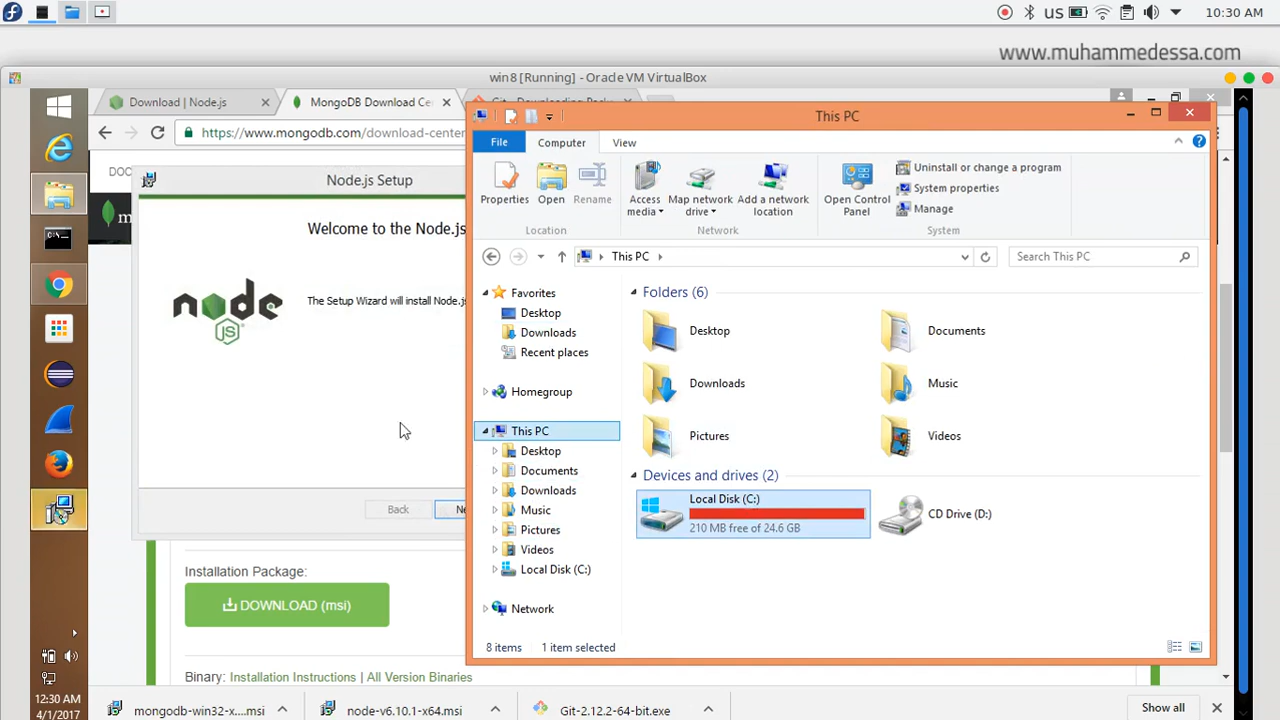 us
10:30 AM
www.muhammedessa.com
win8 [Running] - Oracle VM VirtualBox
Download | Node.js
MongoDB Download Ce
https://www.mongodb.com/download-center
DOC
Node.js Setup
Welcome to the Node.js
node
JS
The Setup Wizard will install Node.js
Back
Ne
Installation Package:
DOWNLOAD (msi)
Binary: Installation Instructions | All Version Binaries
This PC
File
Computer
View
Properties
Open
Rename
Location
Access media
Map network drive
Add a network location
Network
Open Control Panel
Uninstall or change a program
System properties
Manage
System
This PC
Search This PC
Favorites
Desktop
Downloads
Recent places
Homegroup
This PC
Desktop
Documents
Downloads
Music
Pictures
Videos
Local Disk (C:)
Network
Folders (6)
Desktop
Documents
Downloads
Music
Pictures
Videos
Devices and drives (2)
Local Disk (C:)
210 MB free of 24.6 GB
CD Drive (D:)
8 items
1 item selected
12:30 AM
4/1/2017
mongodb-win32-x....msi
node-v6.10.1-x64.msi
Git-2.12.2-64-bit.exe
Show all